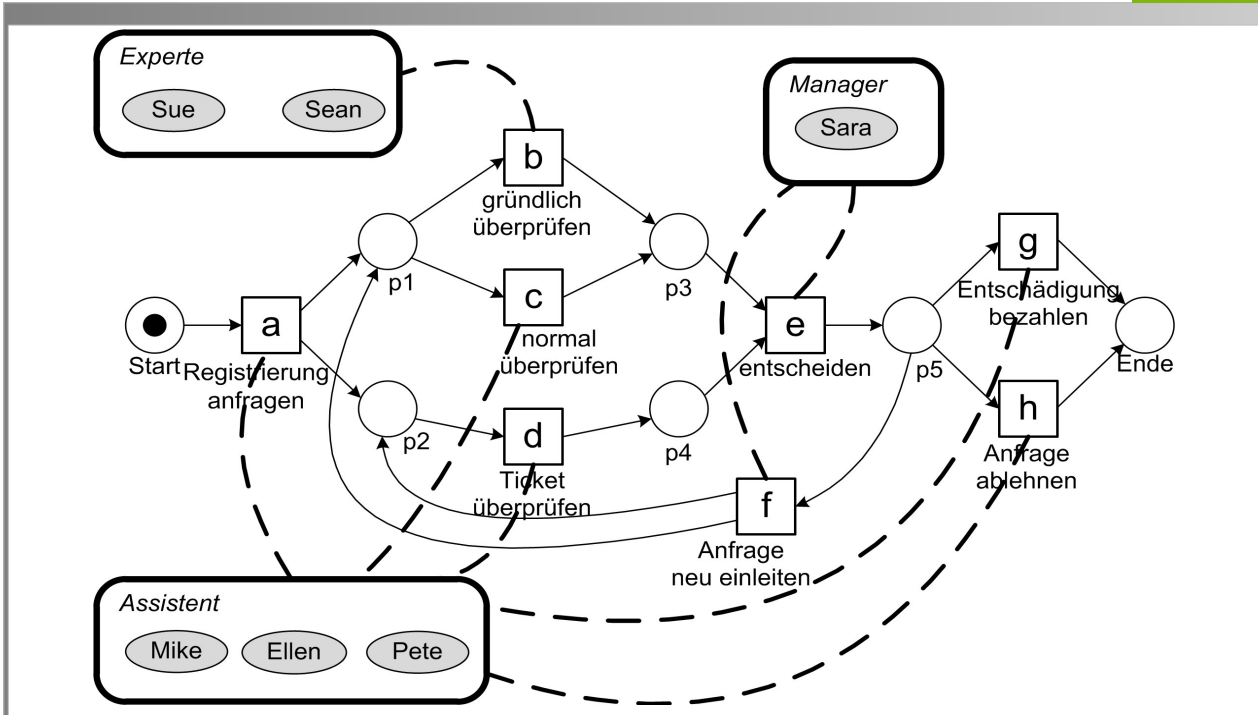 Experte
Sue
Sean
Manager
Sara
b
gründlich
überprüfen
g
Entschädigung
bezahlen
p1
p3
c
normal
überprüfen
Start
a
Registrierung
anfragen
e
entscheiden
p5
Ende
p2
d
Ticket
überprüfen
p4
h
Anfrage
ablehnen
f
Anfrage
neu einleiten
Assistent
Mike
Ellen
Pete